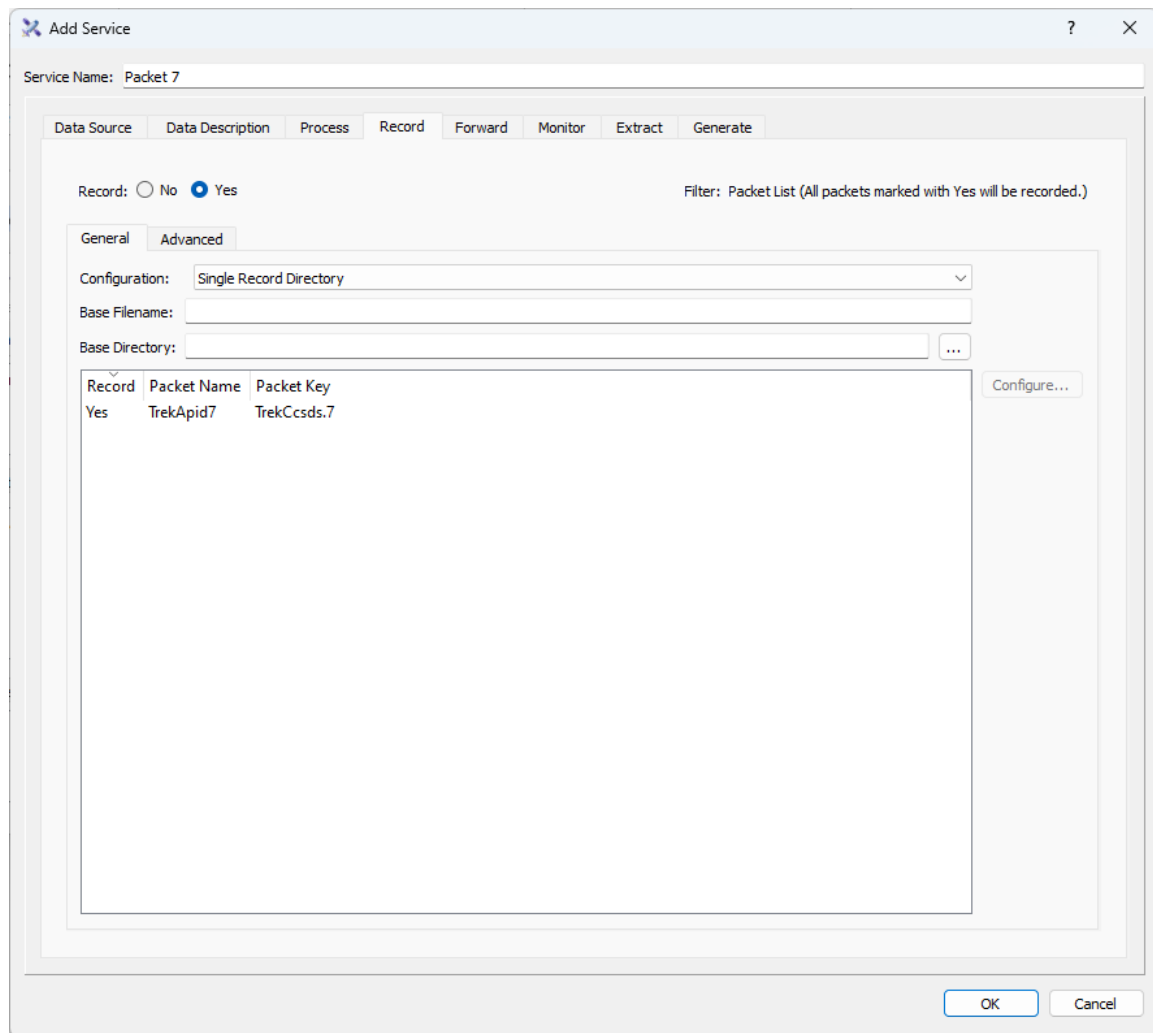 Add Service ?
Service Name: Packet 7
Data Source Data Description Process Record Forward Monitor Extract Generate
Record: No Yes Filter: Packet List (All packets marked with Yes will be recorded.)
General Advanced
Configuration: Single Record Directory
Base Filename:
Base Directory: ...
Record Packet Name Packet Key Configure...
Yes TrekApid7 TrekCcsds.7
OK Cancel